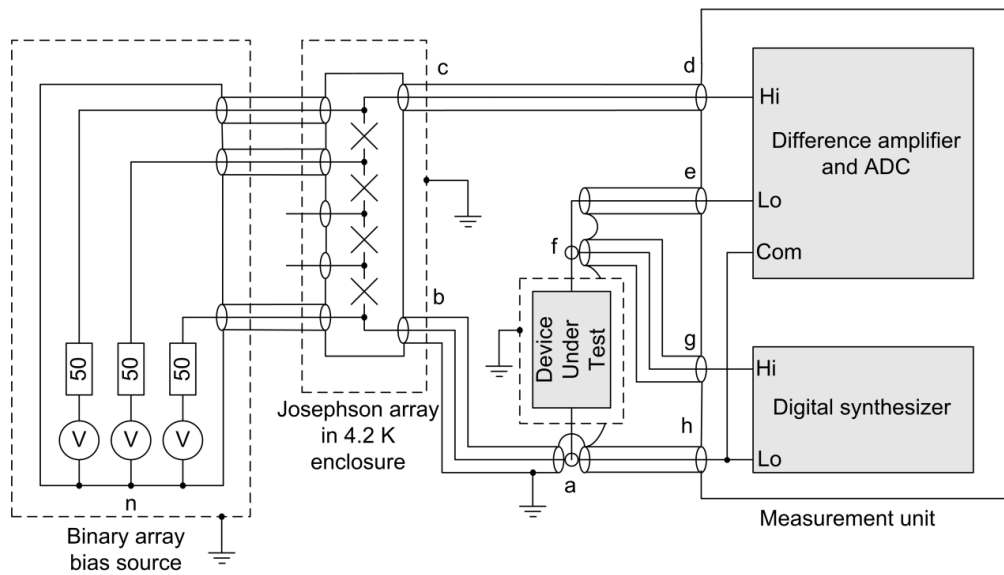 c
d
Hi
Difference amplifier
and ADC
e
Lo
f
Com
b
Device
Under
Test
g
50
50
50
Hi
Digital synthesizer
Josephson array
in 4.2 K
enclosure
V
V
V
h
Lo
a
n
Measurement unit
Binary array
bias source